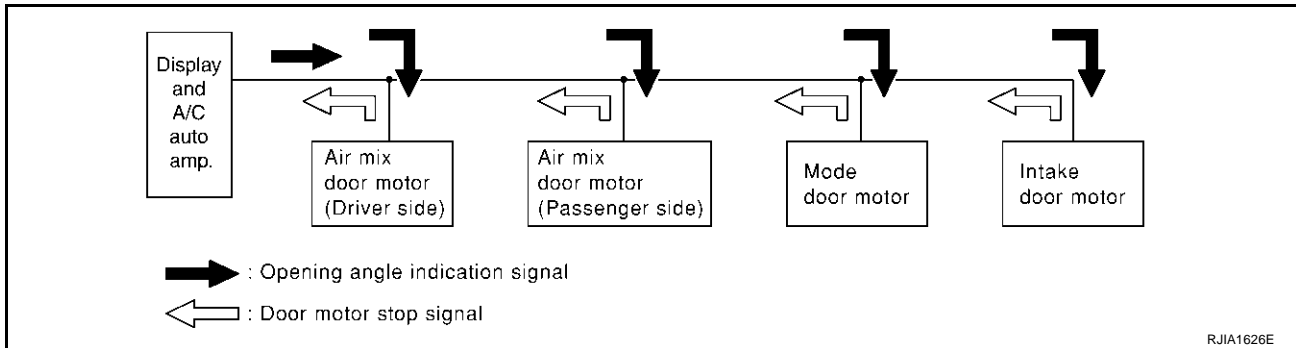 Display
and
A/C
auto
amp.
Air mix
door motor
(Driver side)
Air mix
door motor
(Passenger side)
Mode
door motor
Intake
door motor
: Opening angle indication signal
: Door motor stop signal
RJIA1626E